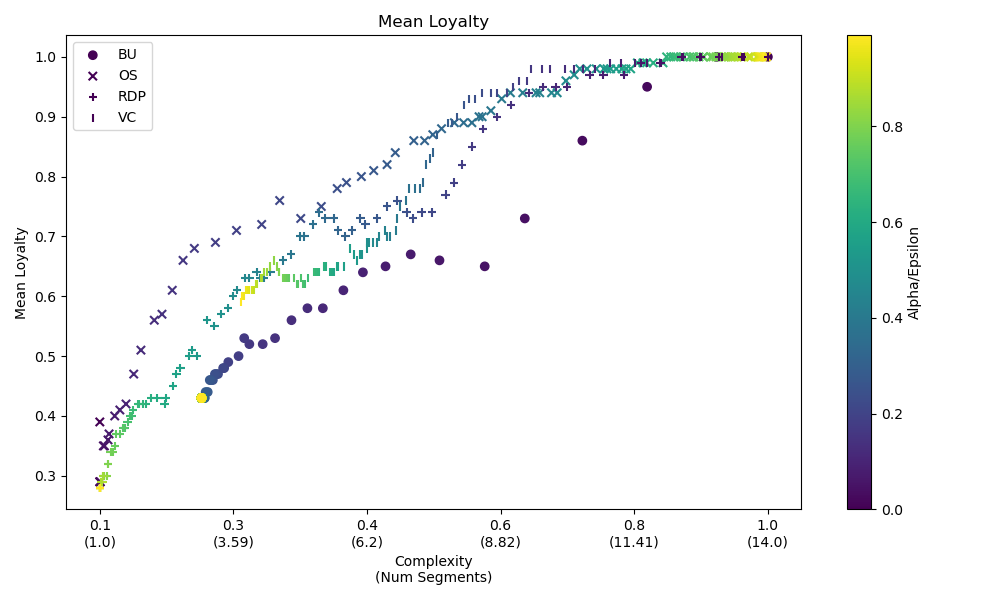 Mean Loyalty
BU
OS
RDP
VC
Mean Loyalty
1.0
0.9
0.8
0.7
0.6
0.5
0.4
0.3
0.1
(1.0)
0.3
(3.59)
0.4
(6.2)
0.6
(8.82)
0.8
(11.41)
1.0
(14.0)
Complexity
(Num Segments)
0.8
0.6
0.4
0.2
0.0
Alpha/Epsilon